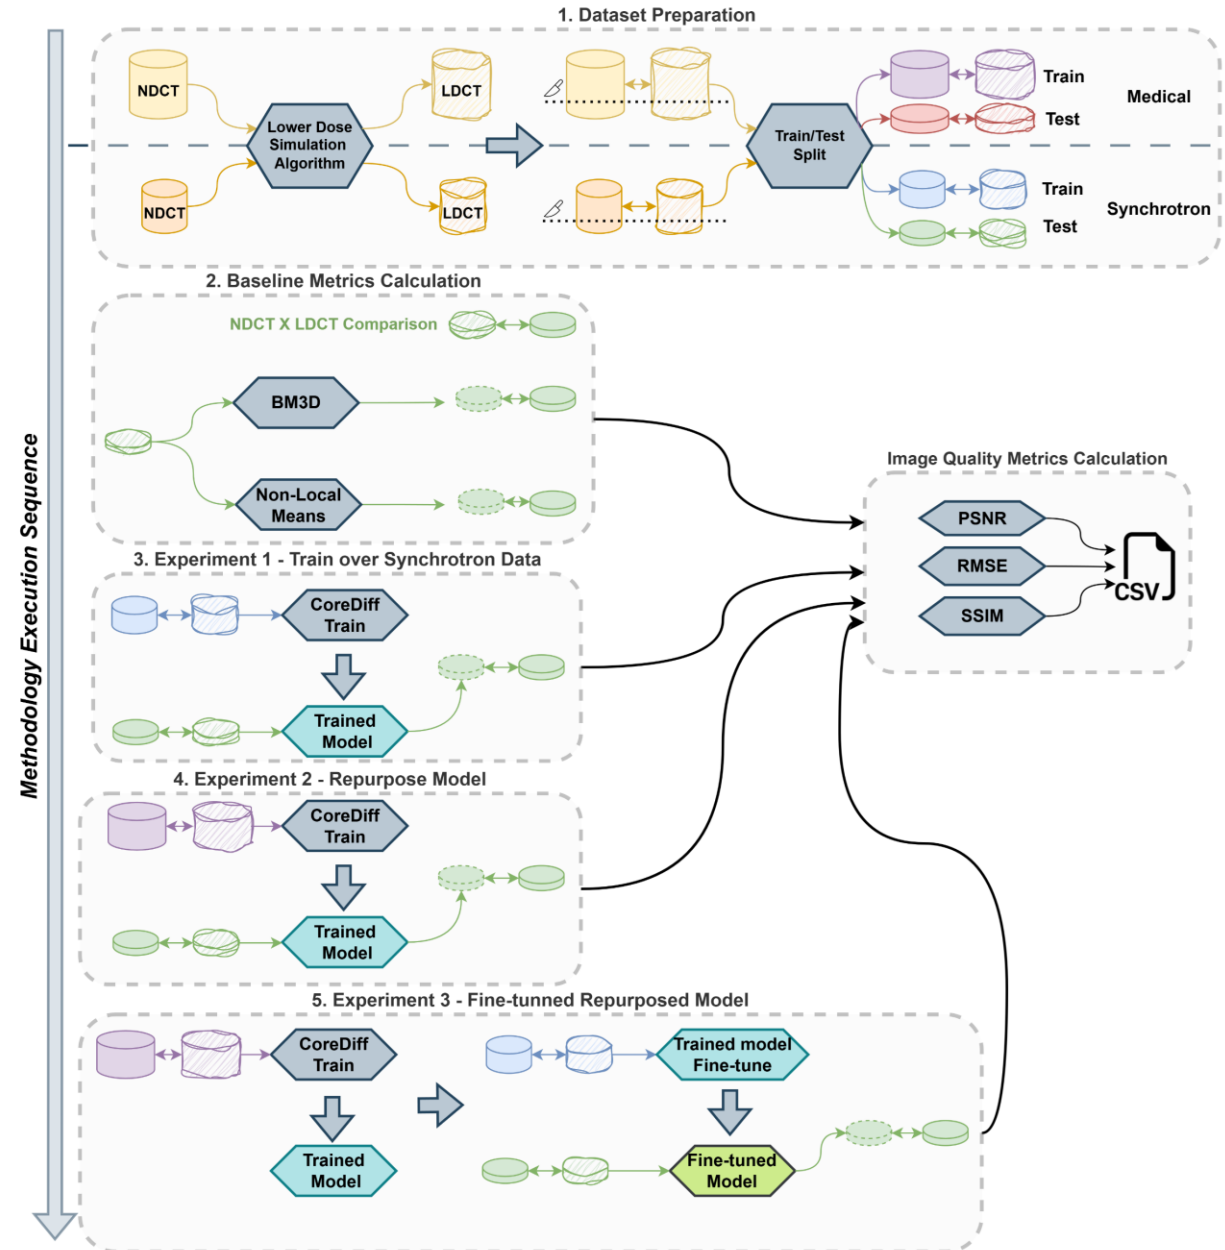 1. Dataset Preparation
NDCT
LDCT
Lower Dose
Simulation
Algorithm
NDCT
LDCT
Train/Test
Split
Train
Test
Medical
Train
Test
Synchrotron
2. Baseline Metrics Calculation
NDCT X LDCT Comparison
BM3D
Non-Local
Means
Methodology Execution Sequence
Image Quality Metrics Calculation
PSNR
RMSE
SSIM
CSV
3. Experiment 1 - Train over Synchrotron Data
CoreDiff
Train
Trained
Model
4. Experiment 2 - Repurpose Model
CoreDiff
Train
Trained
Model
5. Experiment 3 - Fine-tunned Repurposed Model
CoreDiff
Train
Trained
Model
Trained model
Fine-tune
Fine-tuned
Model